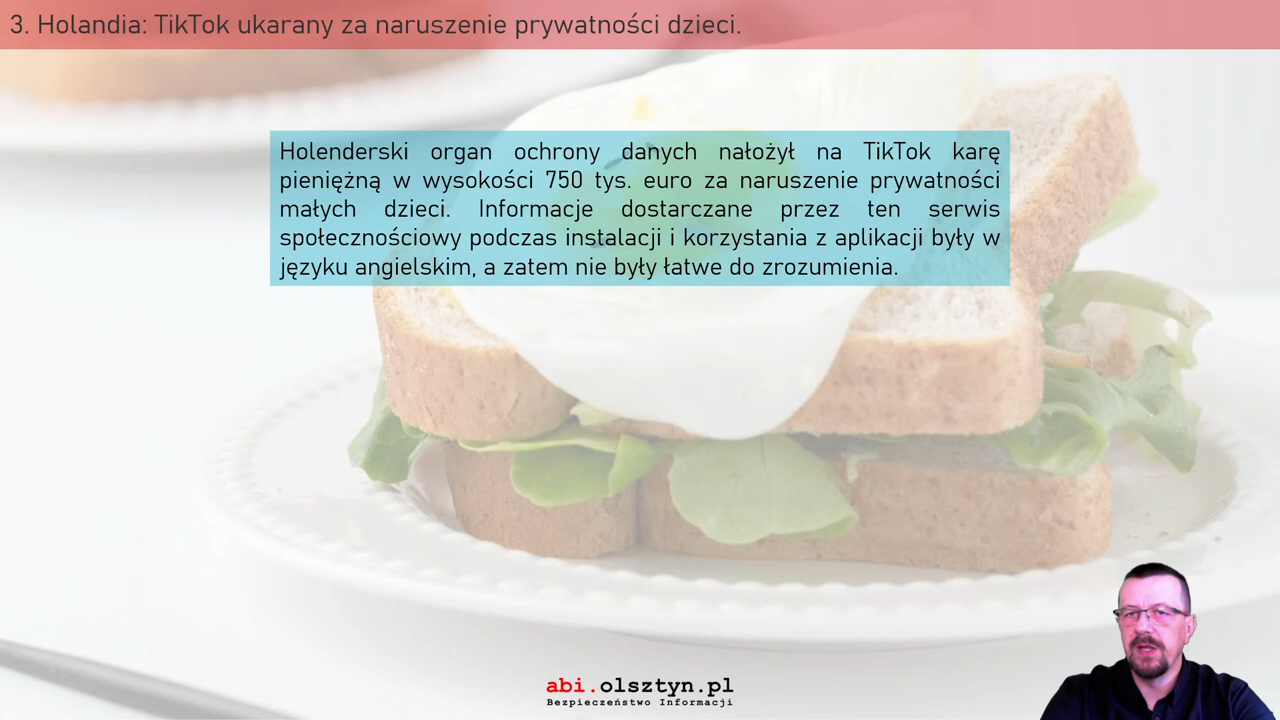 3. Holandia: TikTok ukarany za naruszenie prywatności dzieci.
Holenderski organ ochrony danych nałożył na TikTok karę
pieniężną w wysokości 750 tys. euro za naruszenie prywatności
małych dzieci. Informacje dostarczane przez ten serwis
społecznościowy podczas instalacji i korzystania z aplikacji były w
języku angielskim, a zatem nie były łatwe do zrozumienia.
abi.olsztyn.pl
Bezpieczeństwo Informacji